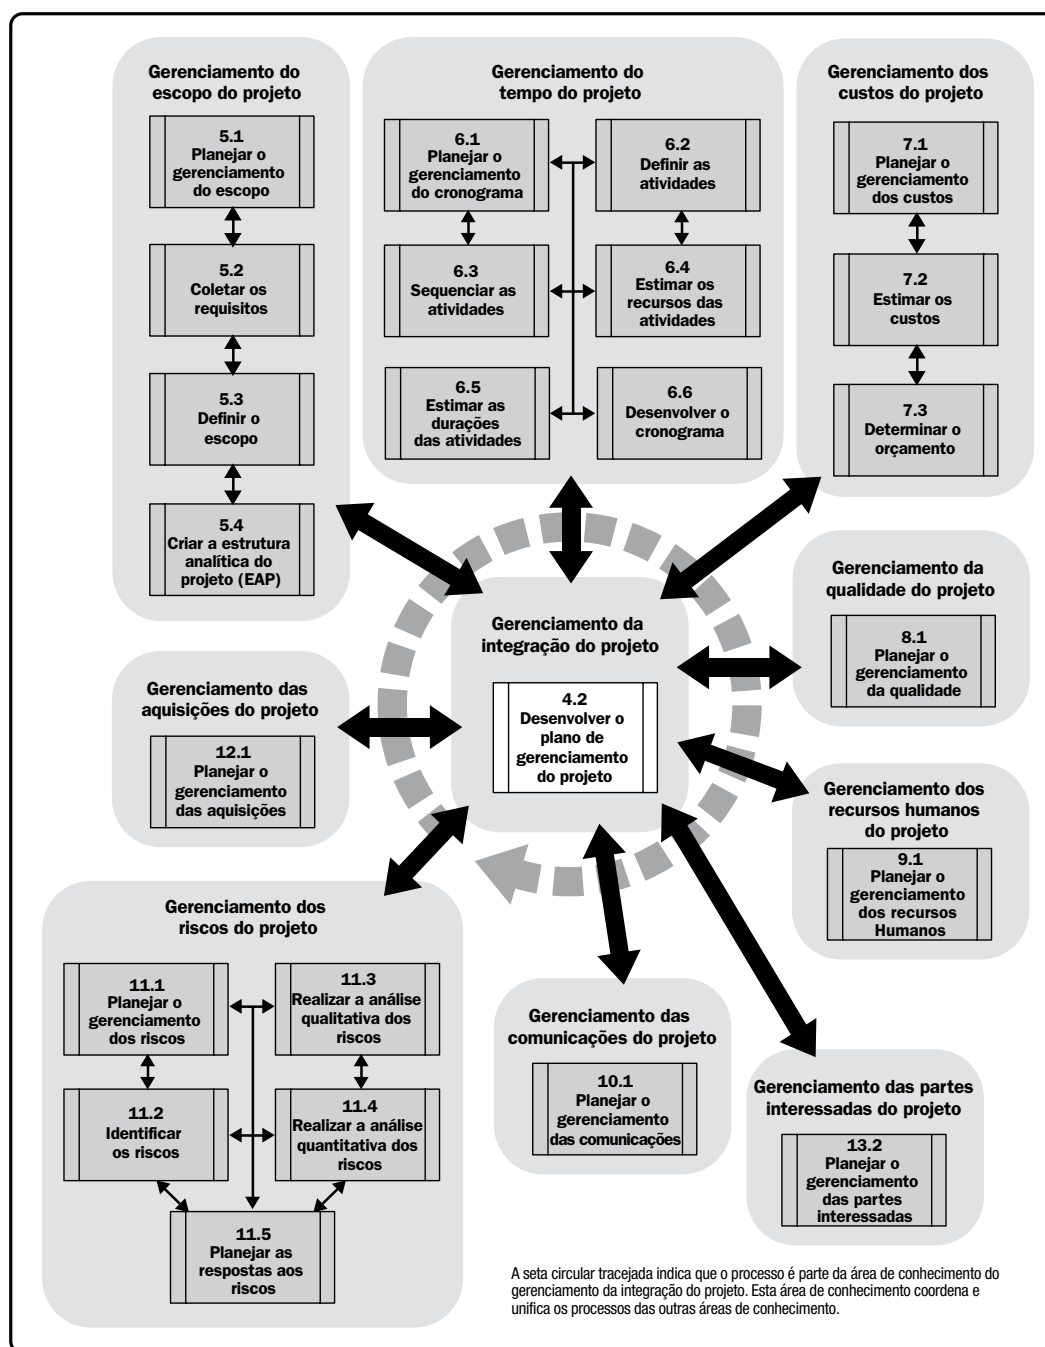 Gerenciamento do
escopo do projeto
5.1
Planejar o
gerenciamento
do escopo
5.2
Coletar os
requisitos
5.3
Definir o
escopo
5.4
Criar a estrutura
analítica do
projeto (EAP)
Gerenciamento do
tempo do projeto
6.1
Planejar o
gerenciamento
do cronograma
6.2
Definir as
atividades
6.3
Sequenciar as
atividades
6.4
Estimar os
recursos das
atividades
6.5
Estimar as
durações
das atividades
6.6
Desenvolver o
cronograma
Gerenciamento dos
custos do projeto
7.1
Planejar o
gerenciamento
dos custos
7.2
Estimar os
custos
7.3
Determinar o
orçamento
Gerenciamento da
integração do projeto
4.2
Desenvolver o
plano de
gerenciamento
do projeto
Gerenciamento da
qualidade do projeto
8.1
Planejar o
gerenciamento
da qualidade
Gerenciamento das
aquisições do projeto
12.1
Planejar o
gerenciamento
das aquisições
Gerenciamento dos
recursos humanos
do projeto
9.1
Planejar o
gerenciamento
dos recursos
Humanos
Gerenciamento dos
riscos do projeto
11.1
Planejar o
gerenciamento
dos riscos
11.3
Realizar a análise
qualitativa dos
riscos
11.2
Identificar
os riscos
11.4
Realizar a análise
quantitativa dos
riscos
11.5
Planejar as
respostas aos
riscos
Gerenciamento das
comunicações do projeto
10.1
Planejar o
gerenciamento
das comunicações
Gerenciamento das partes
interessadas do projeto
13.2
Planejar o
gerenciamento
das partes
interessadas
A seta circular tracejada indica que o processo é parte da área de conhecimento do
gerenciamento da integração do projeto. Esta área de conhecimento coordena e
unifica os processos das outras áreas de conhecimento.